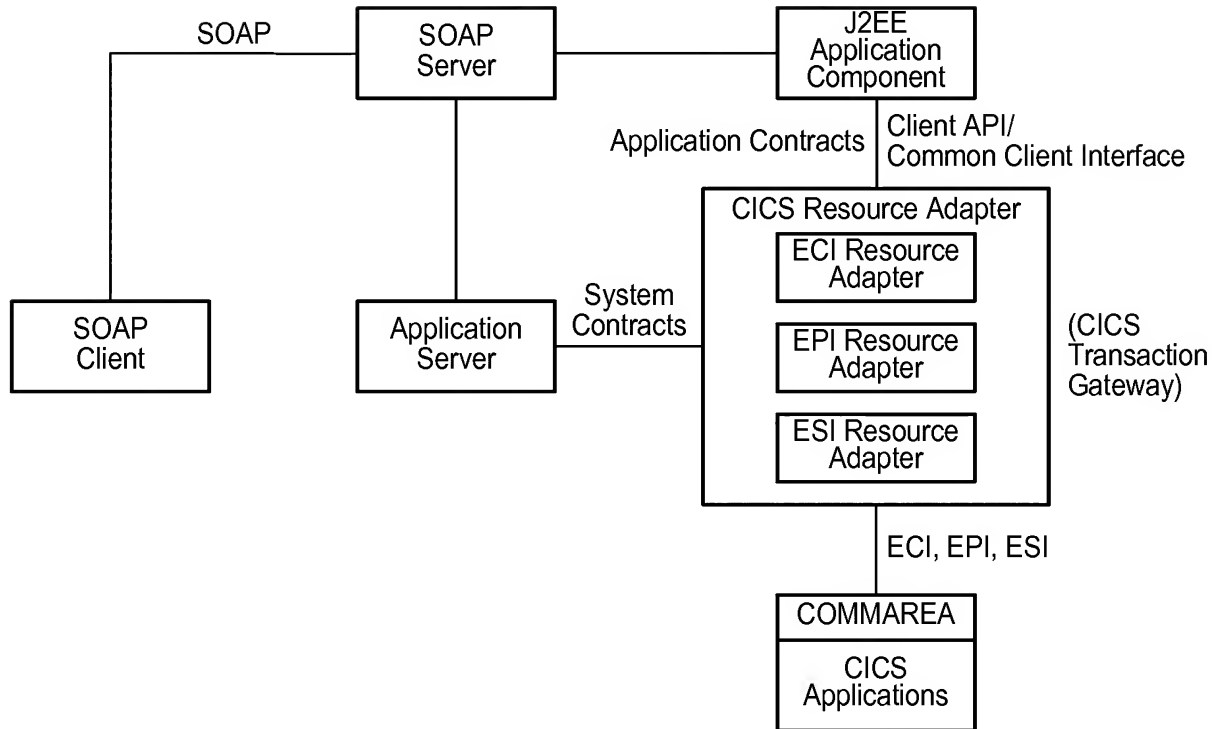 SOAP
SOAP
Server
J2EE
Application
Component
Application Contracts
Client API/
Common Client Interface
CICS Resource Adapter
ECI Resource
Adapter
SOAP
Client
Application
Server
System
Contracts
EPI Resource
Adapter
(CICS
Transaction
Gateway)
ESI Resource
Adapter
ECI, EPI, ESI
COMMAREA
CICS
Applications